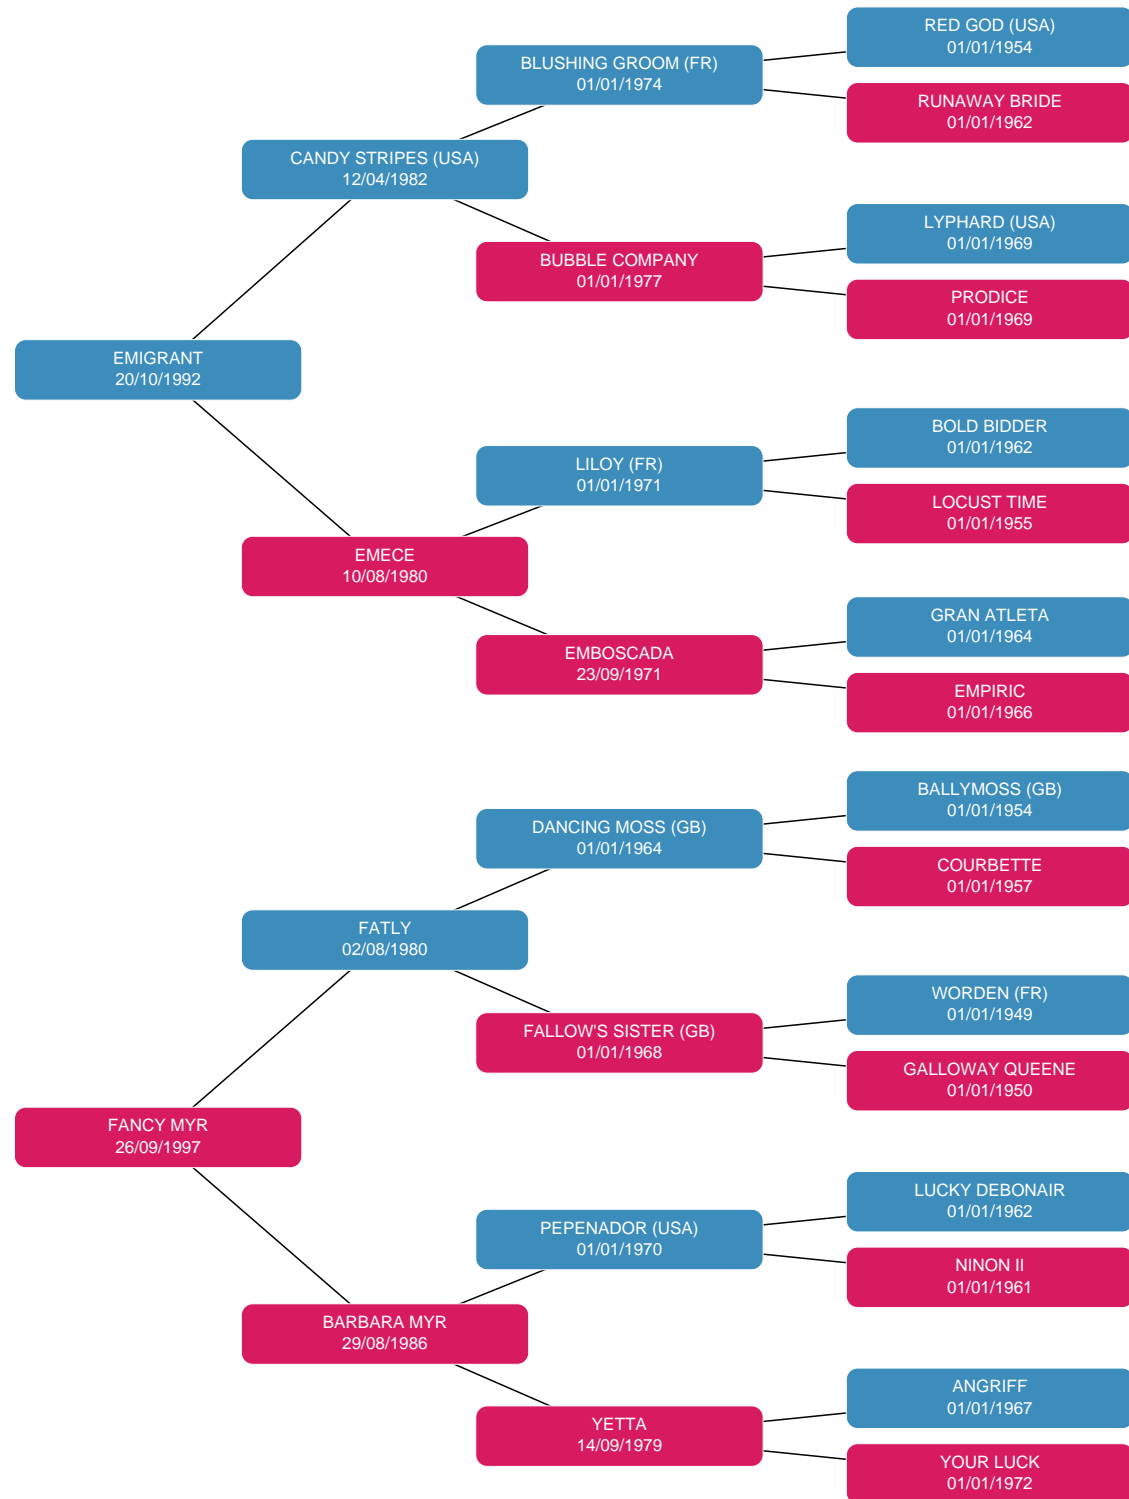 RED GOD (USA)
01/01/1954
BLUSHING GROOM (FR)
01/01/1974
RUNAWAY BRIDE
01/01/1962
CANDY STRIPES (USA)
12/04/1982
LYPHARD (USA)
01/01/1969
BUBBLE COMPANY
01/01/1977
PRODICE
01/01/1969
EMIGRANT
20/10/1992
BOLD BIDDER
01/01/1962
LILOY (FR)
01/01/1971
LOCUST TIME
01/01/1955
EMECE
10/08/1980
GRAN ATLETA
01/01/1964
EMBOSCADA
23/09/1971
EMPIRIC
01/01/1966
BALLYMOSS (GB)
01/01/1954
DANCING MOSS (GB)
01/01/1964
COURBETTE
01/01/1957
FATLY
02/08/1980
WORDEN (FR)
01/01/1949
FALLOW'S SISTER (GB)
01/01/1968
GALLOWAY QUEENE
01/01/1950
FANCY MYR
26/09/1997
LUCKY DEBONAIR
01/01/1962
PEPENADOR (USA)
01/01/1970
NINON II
01/01/1961
BARBARA MYR
29/08/1986
ANGRIFF
01/01/1967
YETTA
14/09/1979
YOUR LUCK
01/01/1972